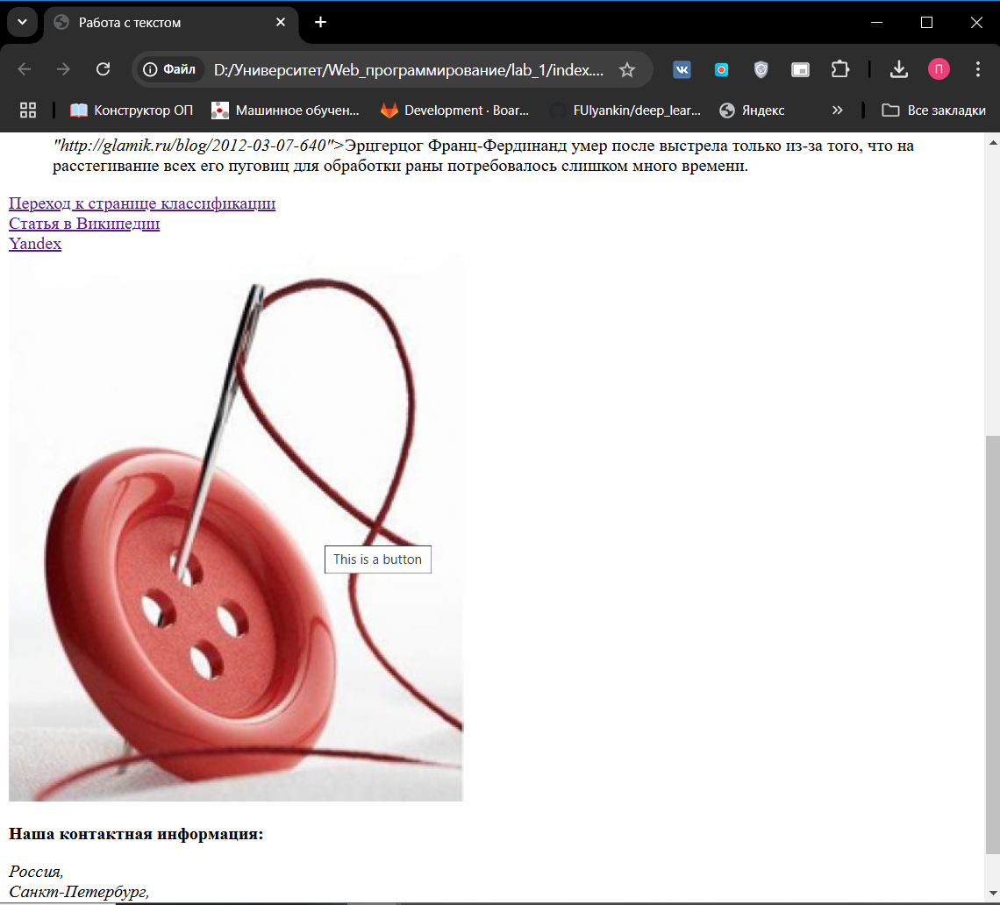 Работа с текстом
Файл
D:/Университет/Web_программирование/lab_1/index....
П
Конструктор ОП
Машинное обучен...
Development · Boar...
FUlyankin/deep_lear...
Яндекс
Все закладки
"http://glamik.ru/blog/2012-03-07-640">Эрцгерцог Франц-Фердинанд умер после выстрела только из-за того, что на
расстегивание всех его пуговиц для обработки раны потребовалось слишком много времени.
Переход к странице классификации
Статья в Википедии
Yandex
This is a button
Наша контактная информация:
Россия,
Санкт-Петербург,